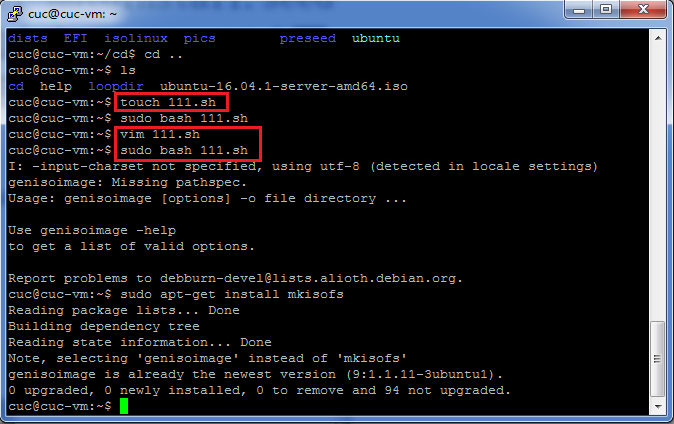 cuc@cuc-vm: ~
dists EFI isolinux pics preseed ubuntu
cuc@cuc-vm:~/cd$ cd ..
cuc@cuc-vm:~$ ls
cd help loopdir ubuntu-16.04.1-server-amd64.iso
cuc@cuc-vm:~$ touch 111.sh
cuc@cuc-vm:~$ sudo bash 111.sh
cuc@cuc-vm:~$ vim 111.sh
cuc@cuc-vm:~$ sudo bash 111.sh
I: -input-charset not specified, using utf-8 (detected in locale settings)
genisoimage: Missing pathspec.
Usage: genisoimage [options] -o file directory ...
Use genisoimage -help
to get a list of valid options.
Report problems to debburn-devel@lists.alioth.debian.org.
cuc@cuc-vm:~$ sudo apt-get install mkisofs
Reading package lists... Done
Building dependency tree
Reading state information... Done
Note, selecting 'genisoimage' instead of 'mkisofs'
genisoimage is already the newest version (9:1.1.11-3ubuntu1).
0 upgraded, 0 newly installed, 0 to remove and 94 not upgraded.
cuc@cuc-vm:~$